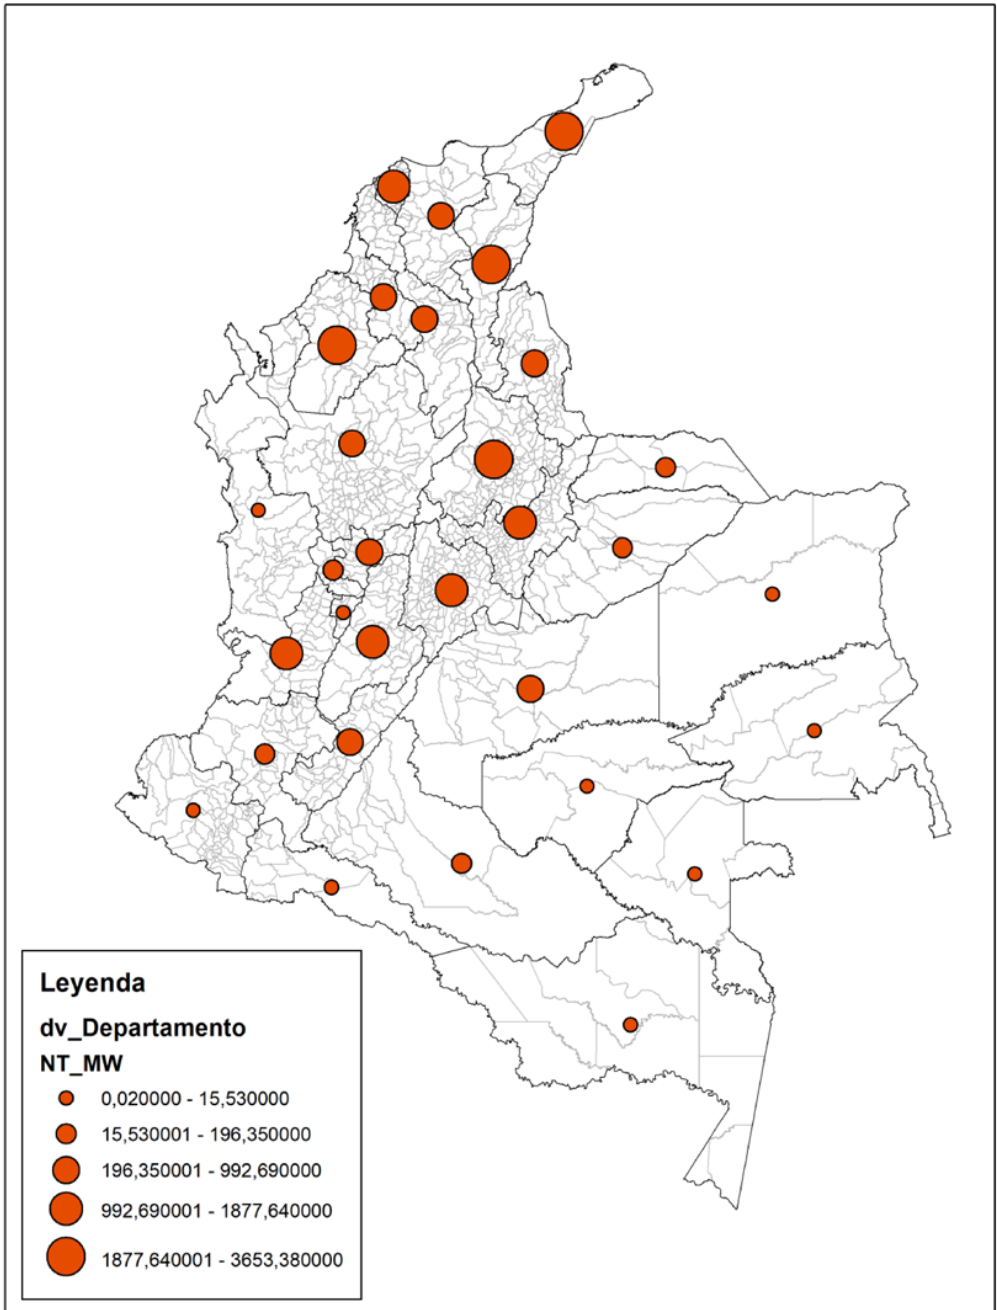 Leyenda
dv_Departamento
NT_MW
0,020000 - 15,530000
15,530001 - 196,350000
196,350001 - 992,690000
992,690001 - 1877,640000
1877,640001 - 3653,380000